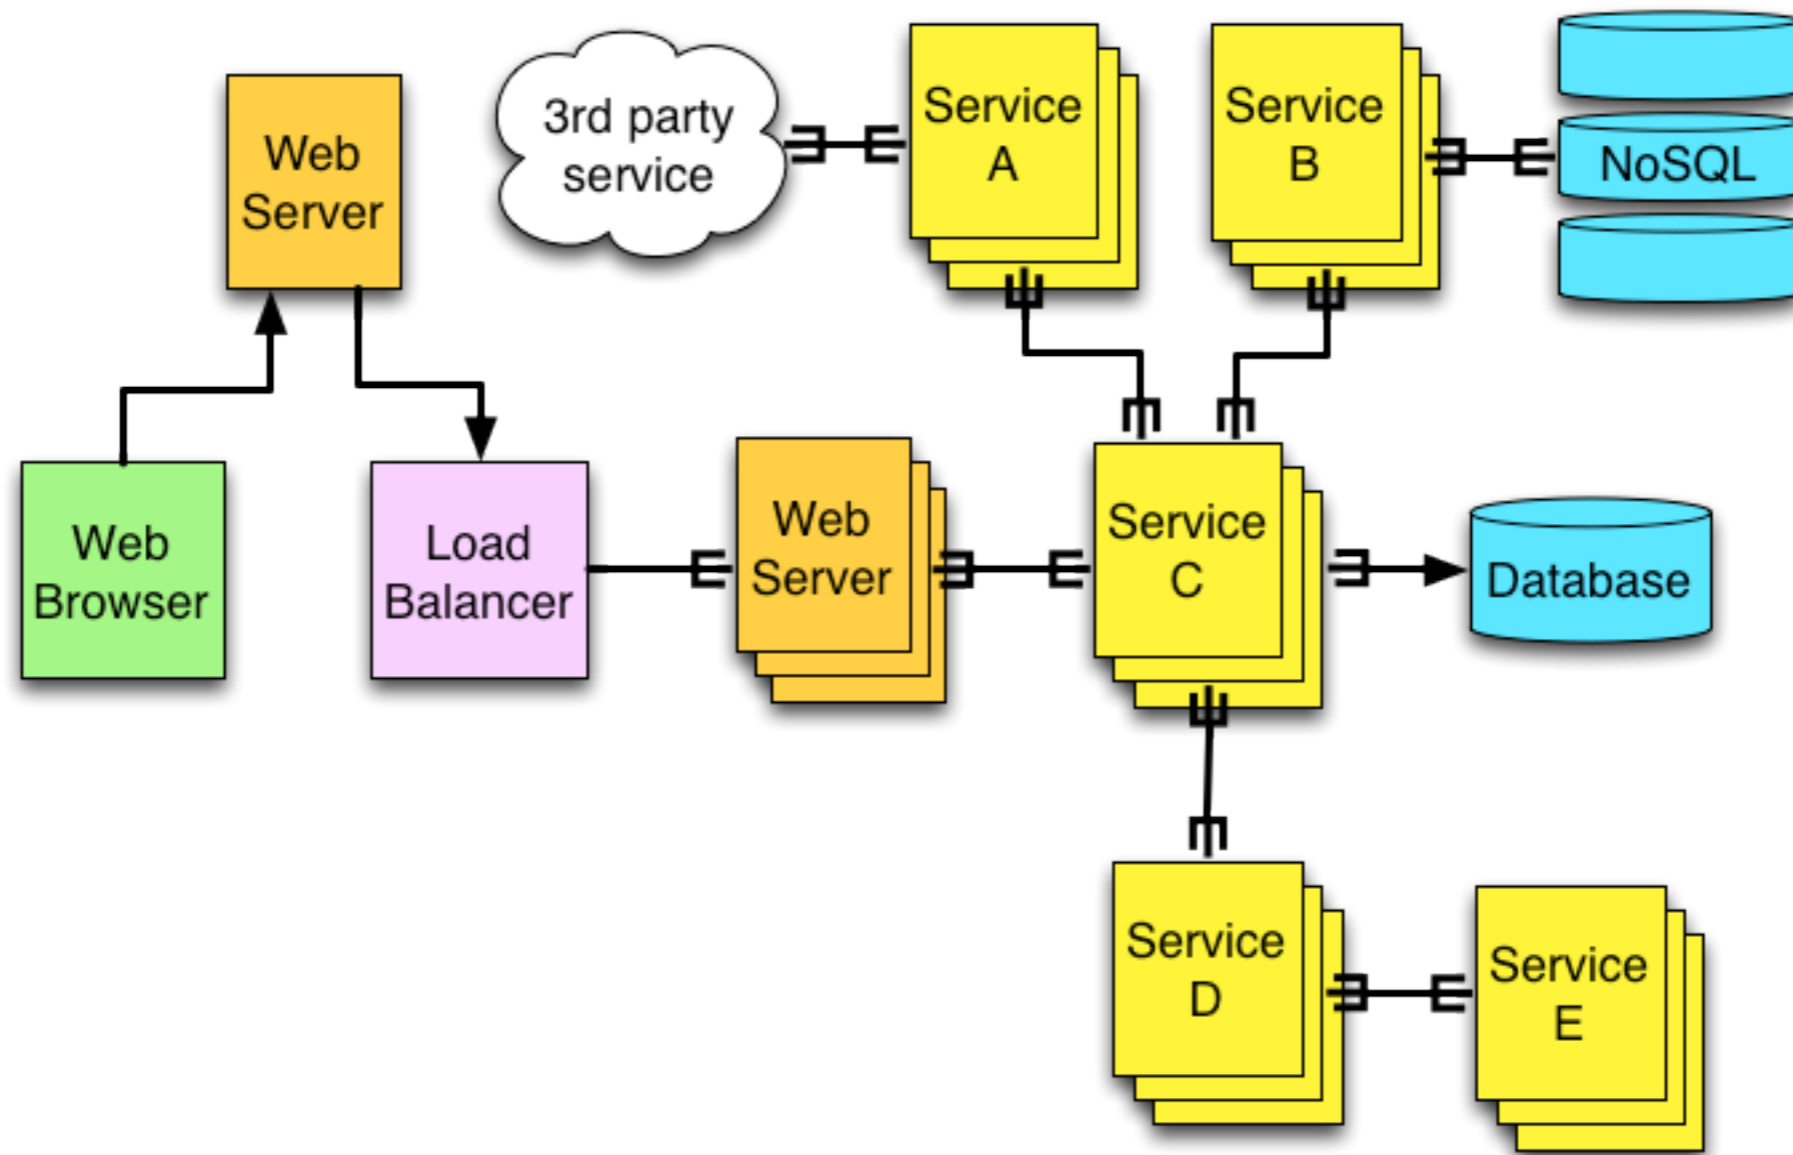 Web
Server
3rd party
service
Service
A
Service
B
NoSQL
Web
Browser
Load
Balancer
Web
Server
Service
C
Database
Service
D
Service
E